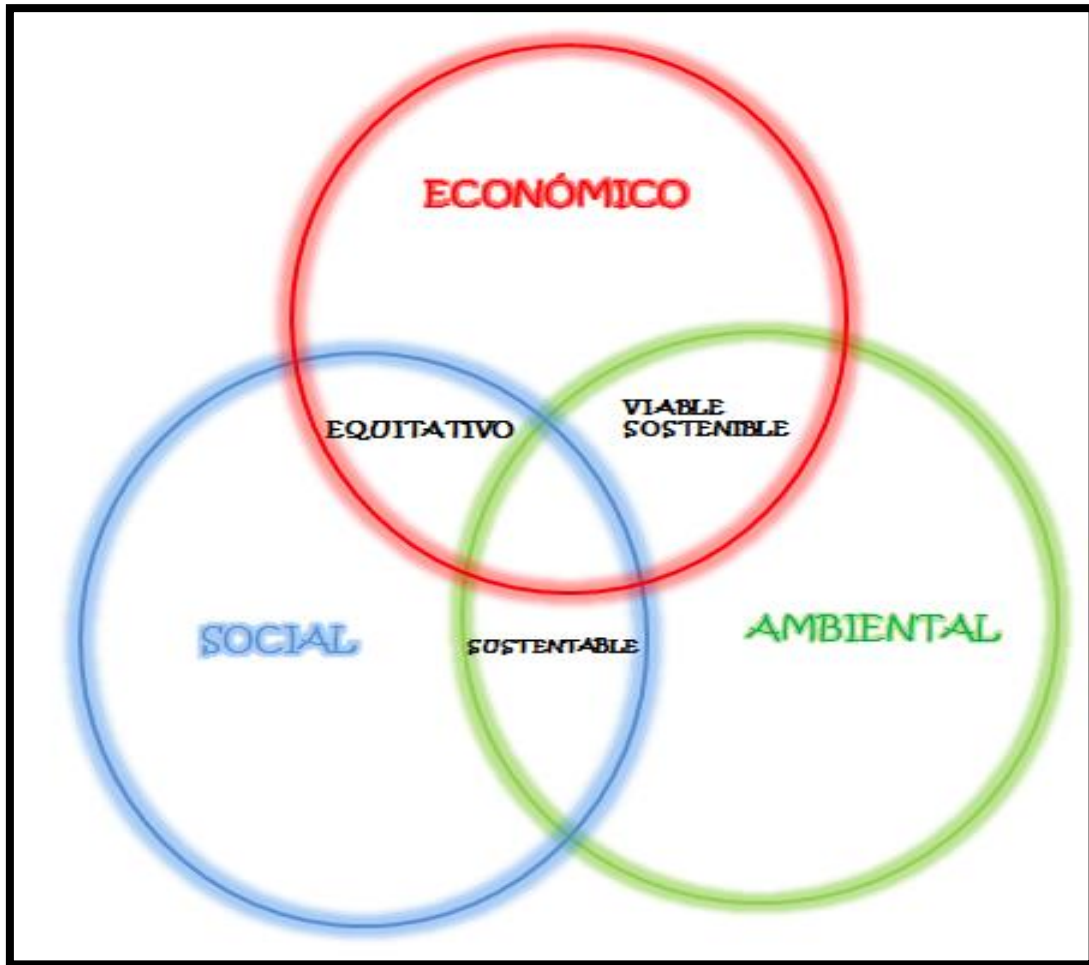 ECONÓMICO
EQUITATIVO
VIABLE
SOSTENIBLE
SOCIAL
SUSTENTABLE
AMBIENTAL